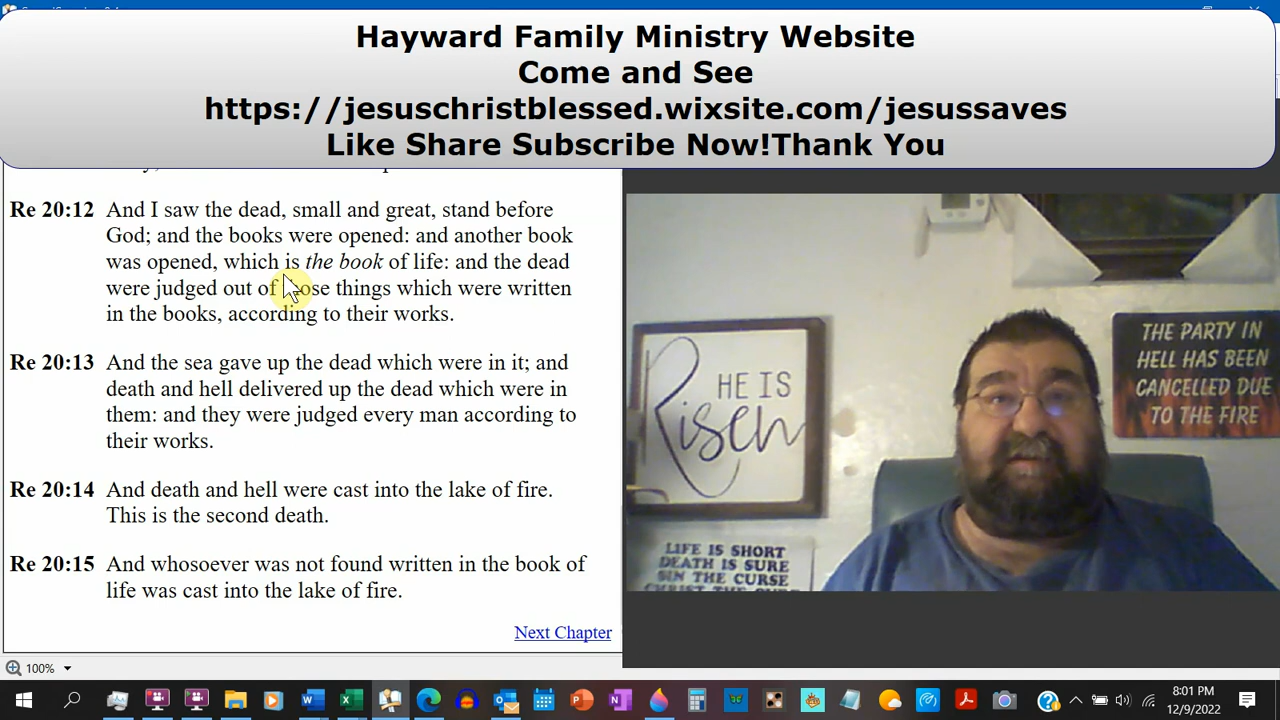 Hayward Family Ministry Website
Come and See
https://jesuschristblessed.wixsite.com/jesussaves
Like Share Subscribe Now!Thank You
Re 20:12 And I saw the dead, small and great, stand before
God; and the books were opened: and another book
was opened, which is the book of life: and the dead
were judged out of those things which were written
in the books, according to their works.
Re 20:13 And the sea gave up the dead which were in it; and
death and hell delivered up the dead which were in
them: and they were judged every man according to
their works.
Re 20:14 And death and hell were cast into the lake of fire.
This is the second death.
Re 20:15 And whosoever was not found written in the book of
life was cast into the lake of fire.
Next Chapter
HE IS
Risen
THE PARTY IN
HELL HAS BEEN
CANCELLED DUE
TO THE FIRE
LIFE IS SHORT
DEATH IS SURE
SIN THE CURSE
100%
8:01 PM
12/9/2022